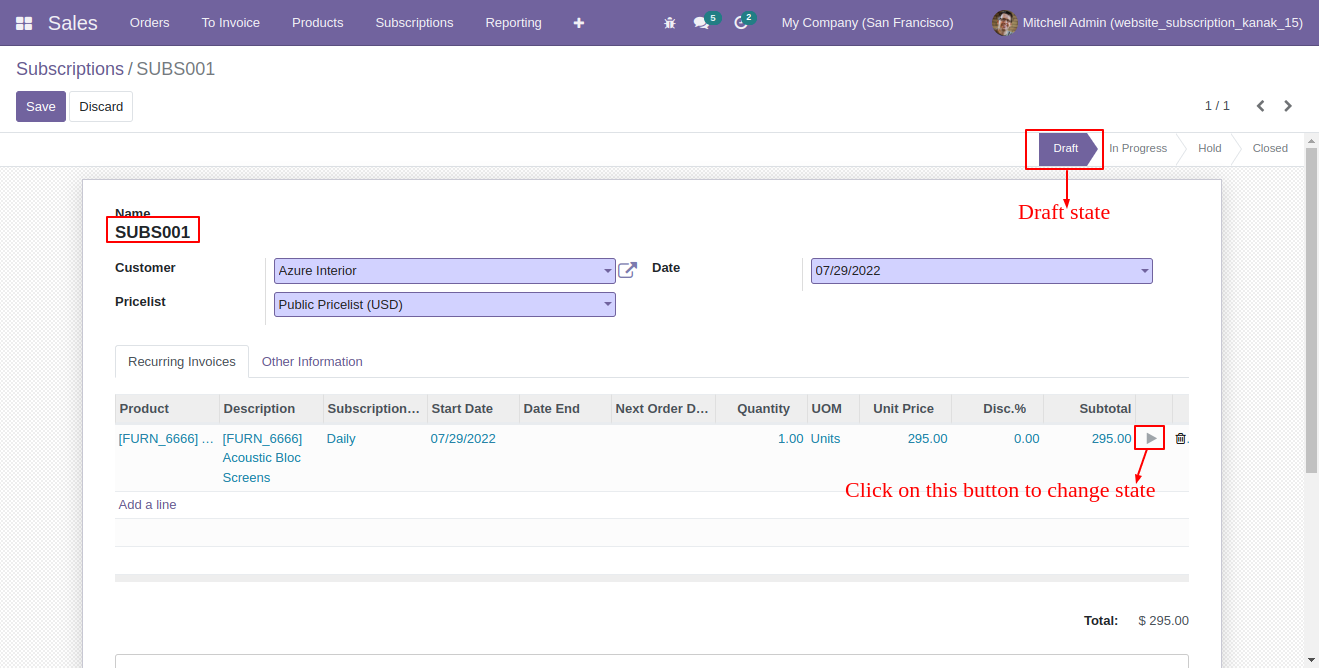 Sales Orders To Invoice Products Subscriptions Reporting 5 2 My Company (San Francisco) Mitchell Admin (website_subscription_kanak_15)
Subscriptions / SUBS001
Save Discard 1 / 1
Draft In Progress Hold Closed
Draft state
Name
SUBS001
Customer Azure Interior Date 07/29/2022
Pricelist Public Pricelist (USD)
Recurring Invoices Other Information
Product Description Subscription... Start Date Date End Next Order D... Quantity UOM Unit Price Disc.% Subtotal
[FURN_6666] ... [FURN_6666] Daily 07/29/2022 1.00 Units 295.00 0.00 295.00
Acoustic Bloc
Screens
Click on this button to change state
Add a line
Total: $ 295.00